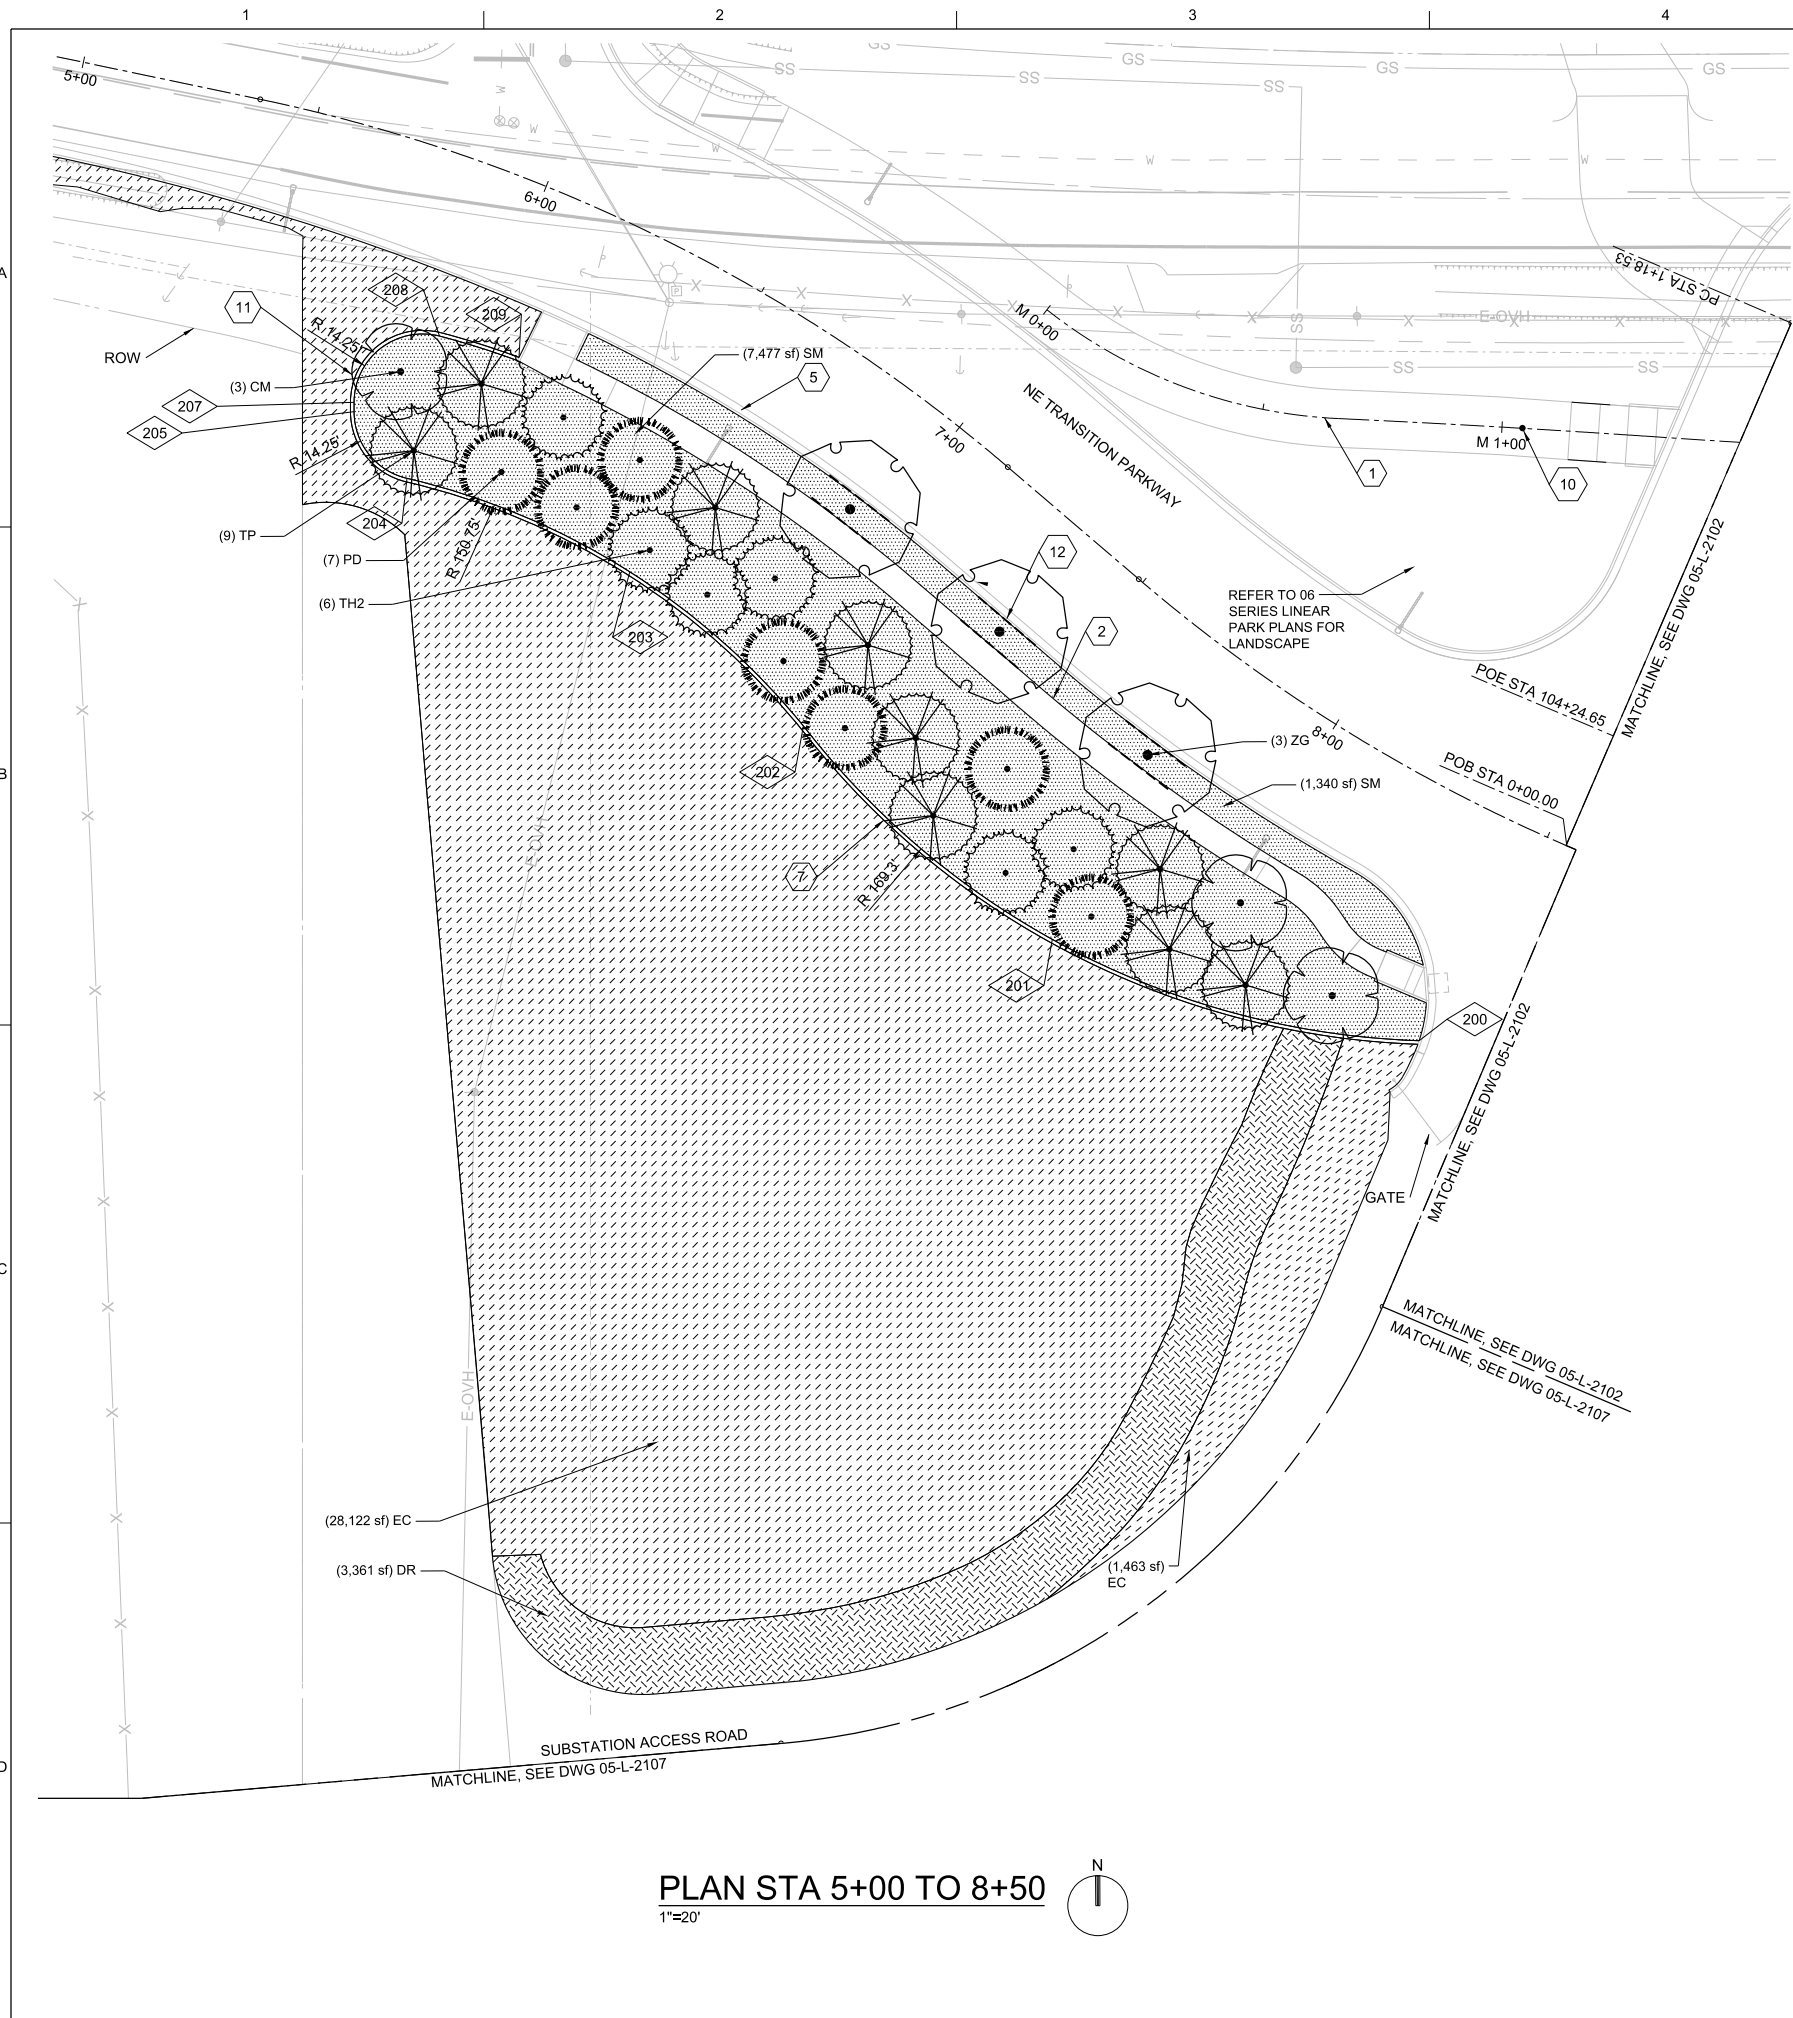 1
2
3
4
GS
GS
GS
GS
SS
SS
SS
5+00
W
W
W
W
W
6+00
PC STA 1+18.53
A
208
209
11
R 14.25'
P
P
P
X
X
X
X
X
X
X
X
X
X
E-OVH
SS
M 0+00
ROW
(7,477 sf) SM
5
(3) CM
SS
SS
207
205
NE TRANSITION PARKWAY
7+00
M 1+00
1
10
R 14.25'
204
(9) TP
(7) PD
R 150.75'
(6) TH2
203
12
2
MATCHLINE, SEE DWG 05-L-2102
REFER TO 06
SERIES LINEAR
PARK PLANS FOR
LANDSCAPE
POE STA 104+24.65
X
X
8+00
(3) ZG
202
POB STA 0+00.00
(1,340 sf) SM
B
X
E-OVH
7
R 169.3'
201
200
X
MATCHLINE, SEE DWG 05-L-2102
X
GATE
X
C
X
MATCHLINE, SEE DWG 05-L-2102
MATCHLINE, SEE DWG 05-L-2107
E-OVH
X
X
(28,122 sf) EC
(3,361 sf) DR
(1,463 sf)
EC
X
X
SUBSTATION ACCESS ROAD
MATCHLINE, SEE DWG 05-L-2107
D
PLAN STA 5+00 TO 8+50
1"=20'
N